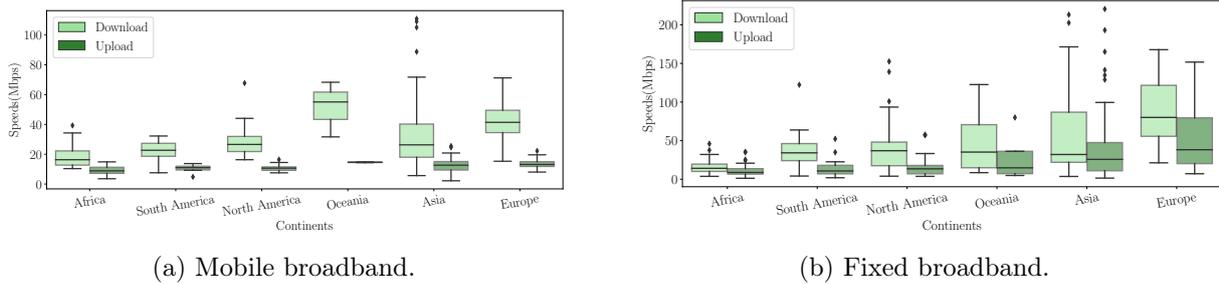 Download
Upload
100
80
60
40
20
0
Speeds(Mbps)
Africa
South America
North America
Oceania
Asia
Europe
Continents
(a) Mobile broadband.
Download
Upload
150
100
50
0
Speeds(Mbps)
Africa
South America
North America
Oceania
Asia
Europe
Continents
(b) Fixed broadband.